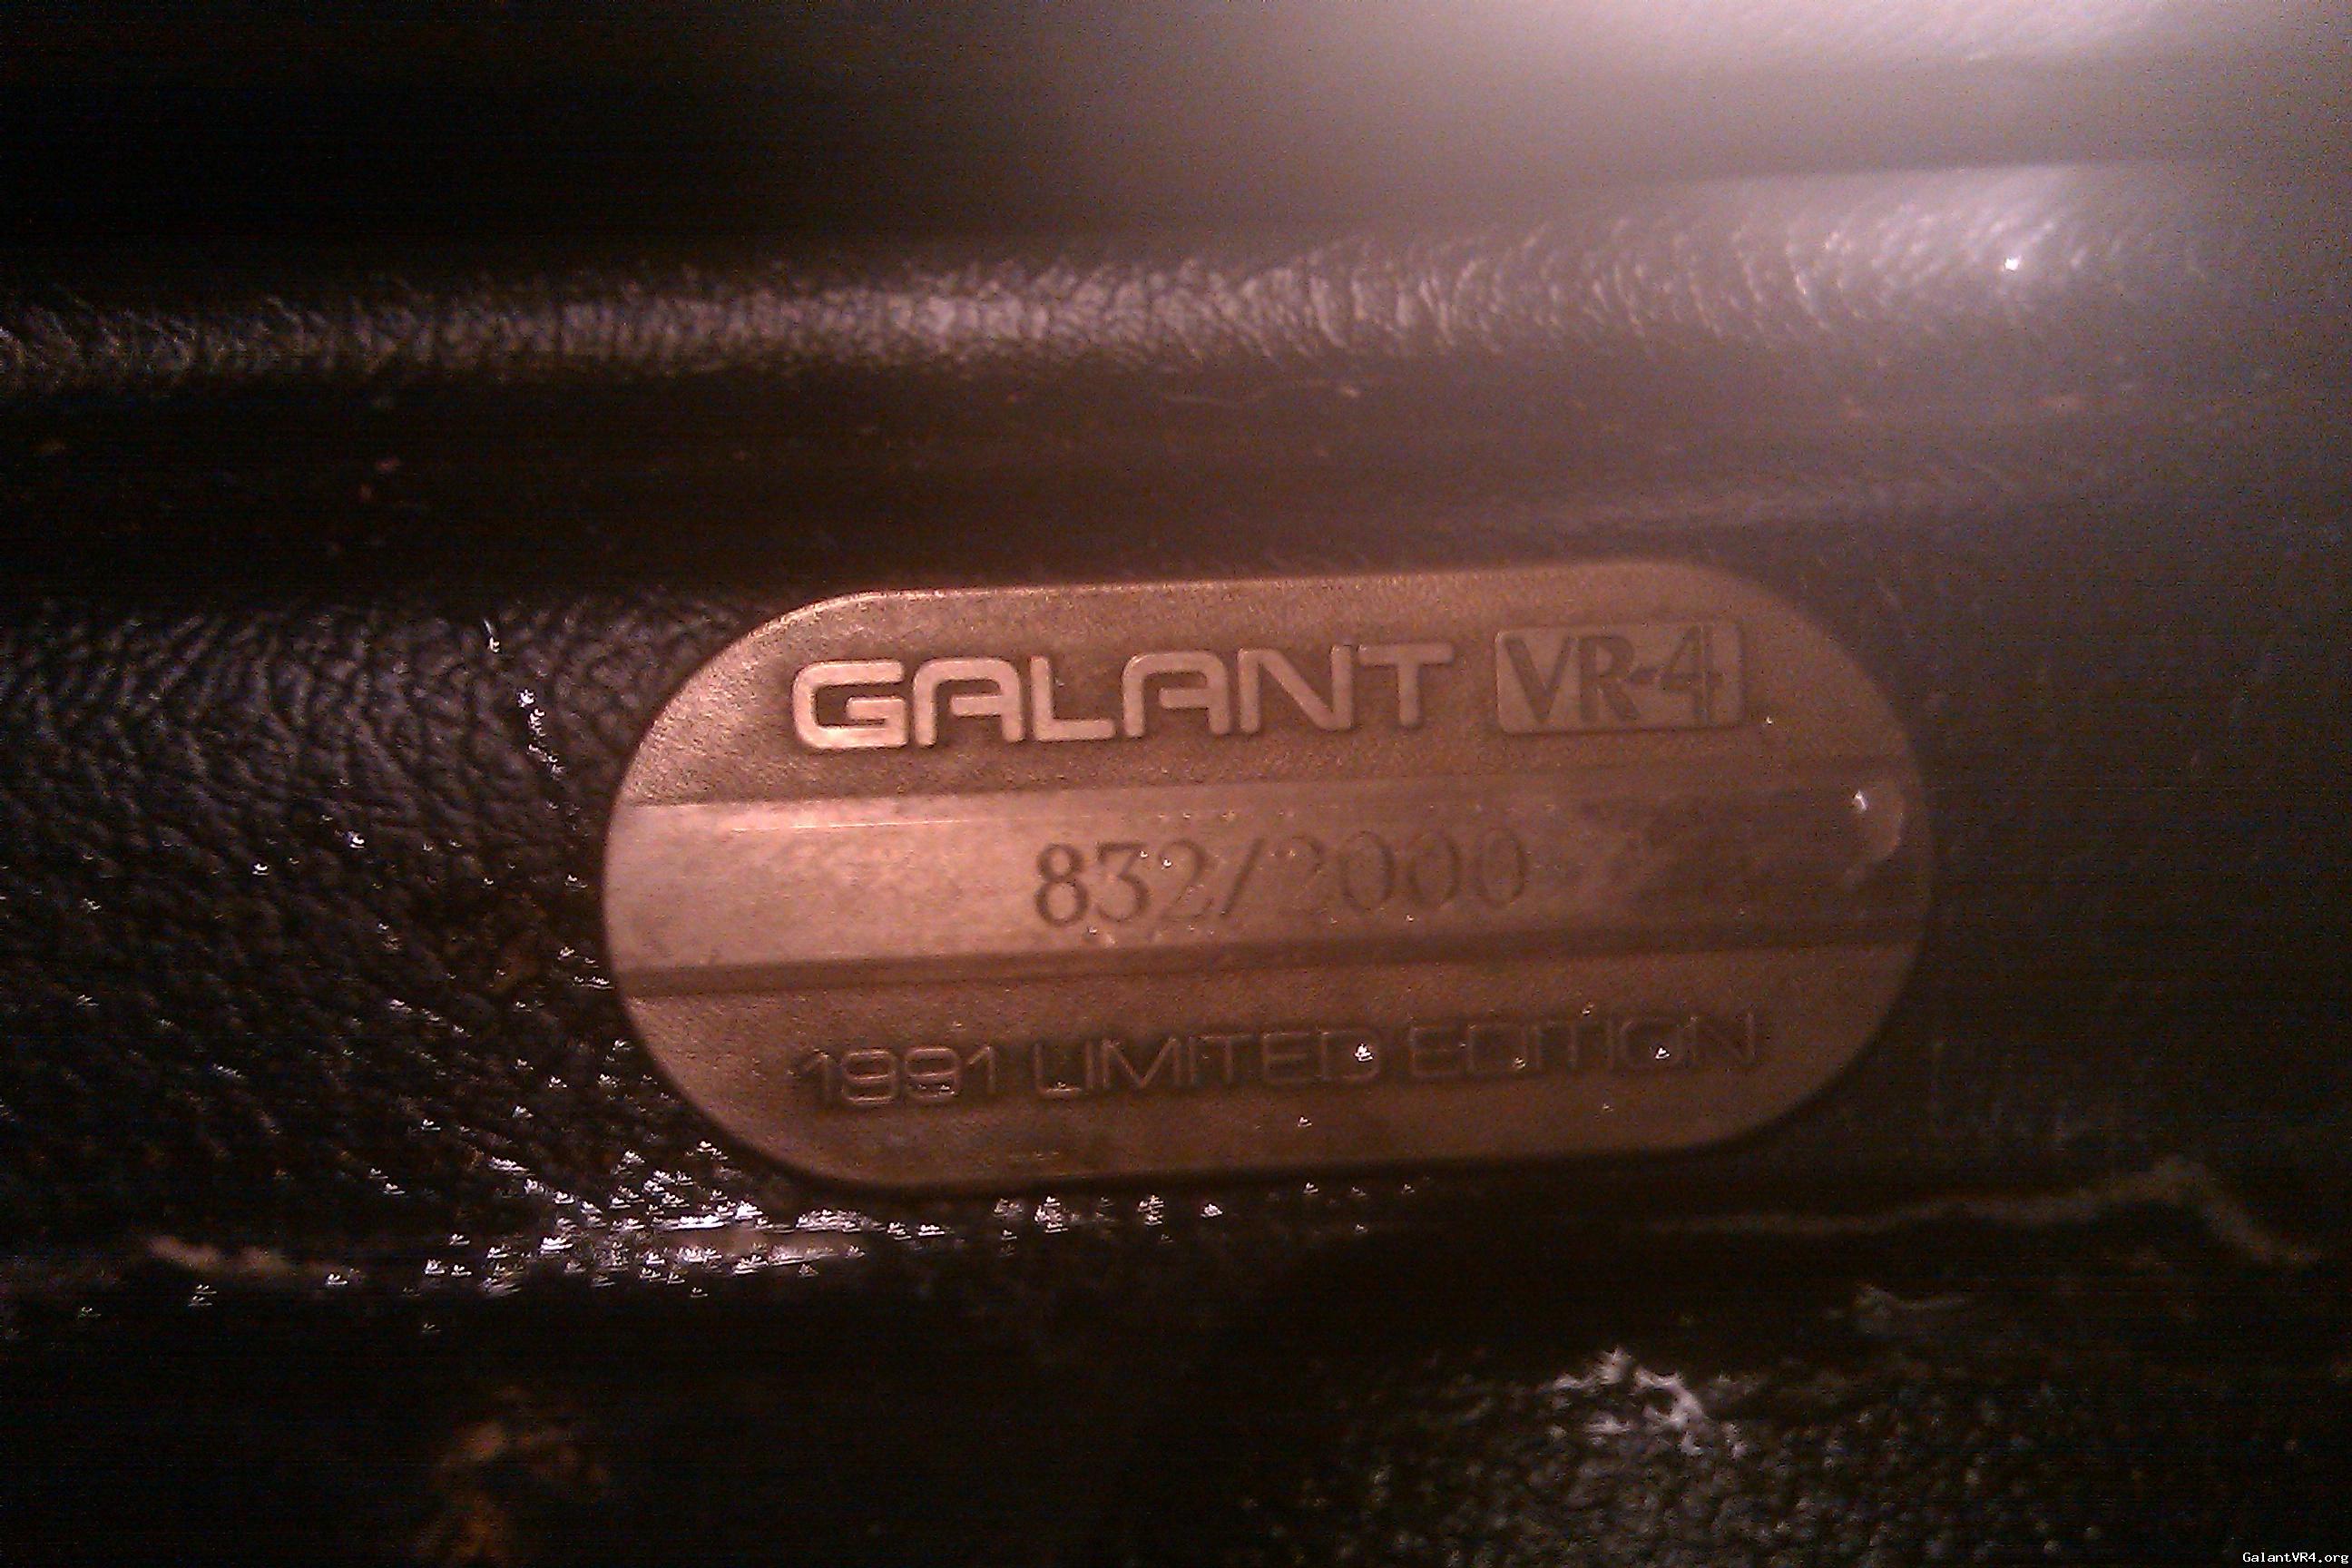 GALANT VR-4
832/2000
1991 LIMITED EDITION
GalantVR4.org